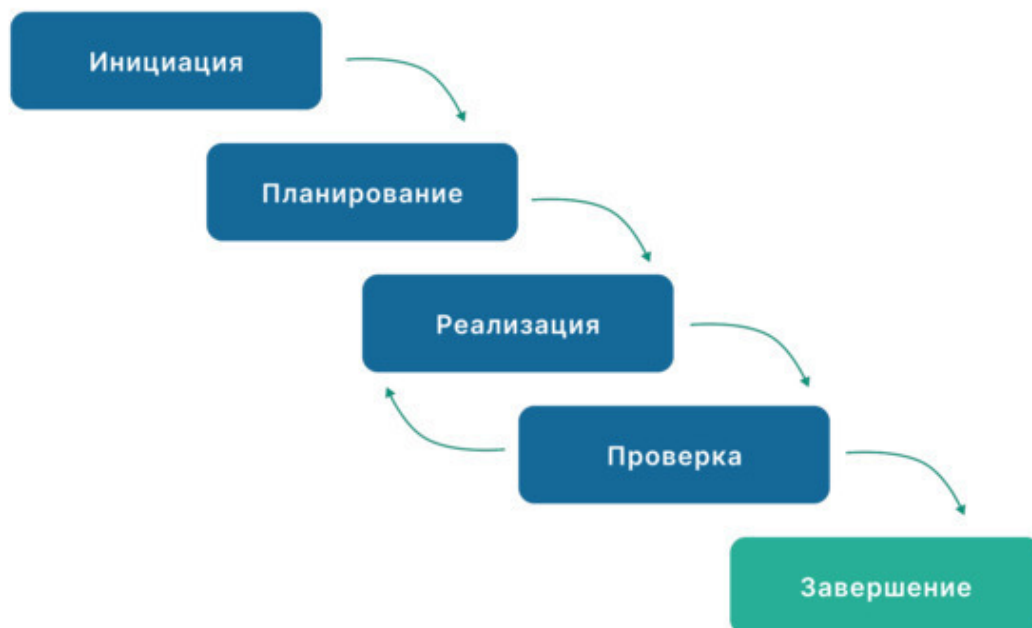 Инициация
Планирование
Реализация
Проверка
Завершение